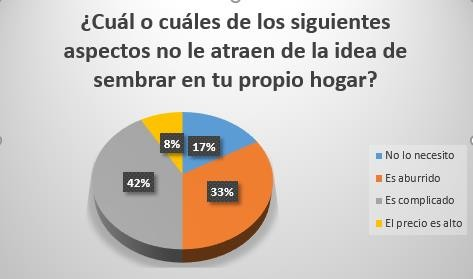 ¿Cuál o cuáles de los siguientes
aspectos no le atraen de la idea de
sembrar en tu propio hogar?
8%
17%
42%
33%
No lo necesito
Es aburrido
Es complicado
El precio es alto